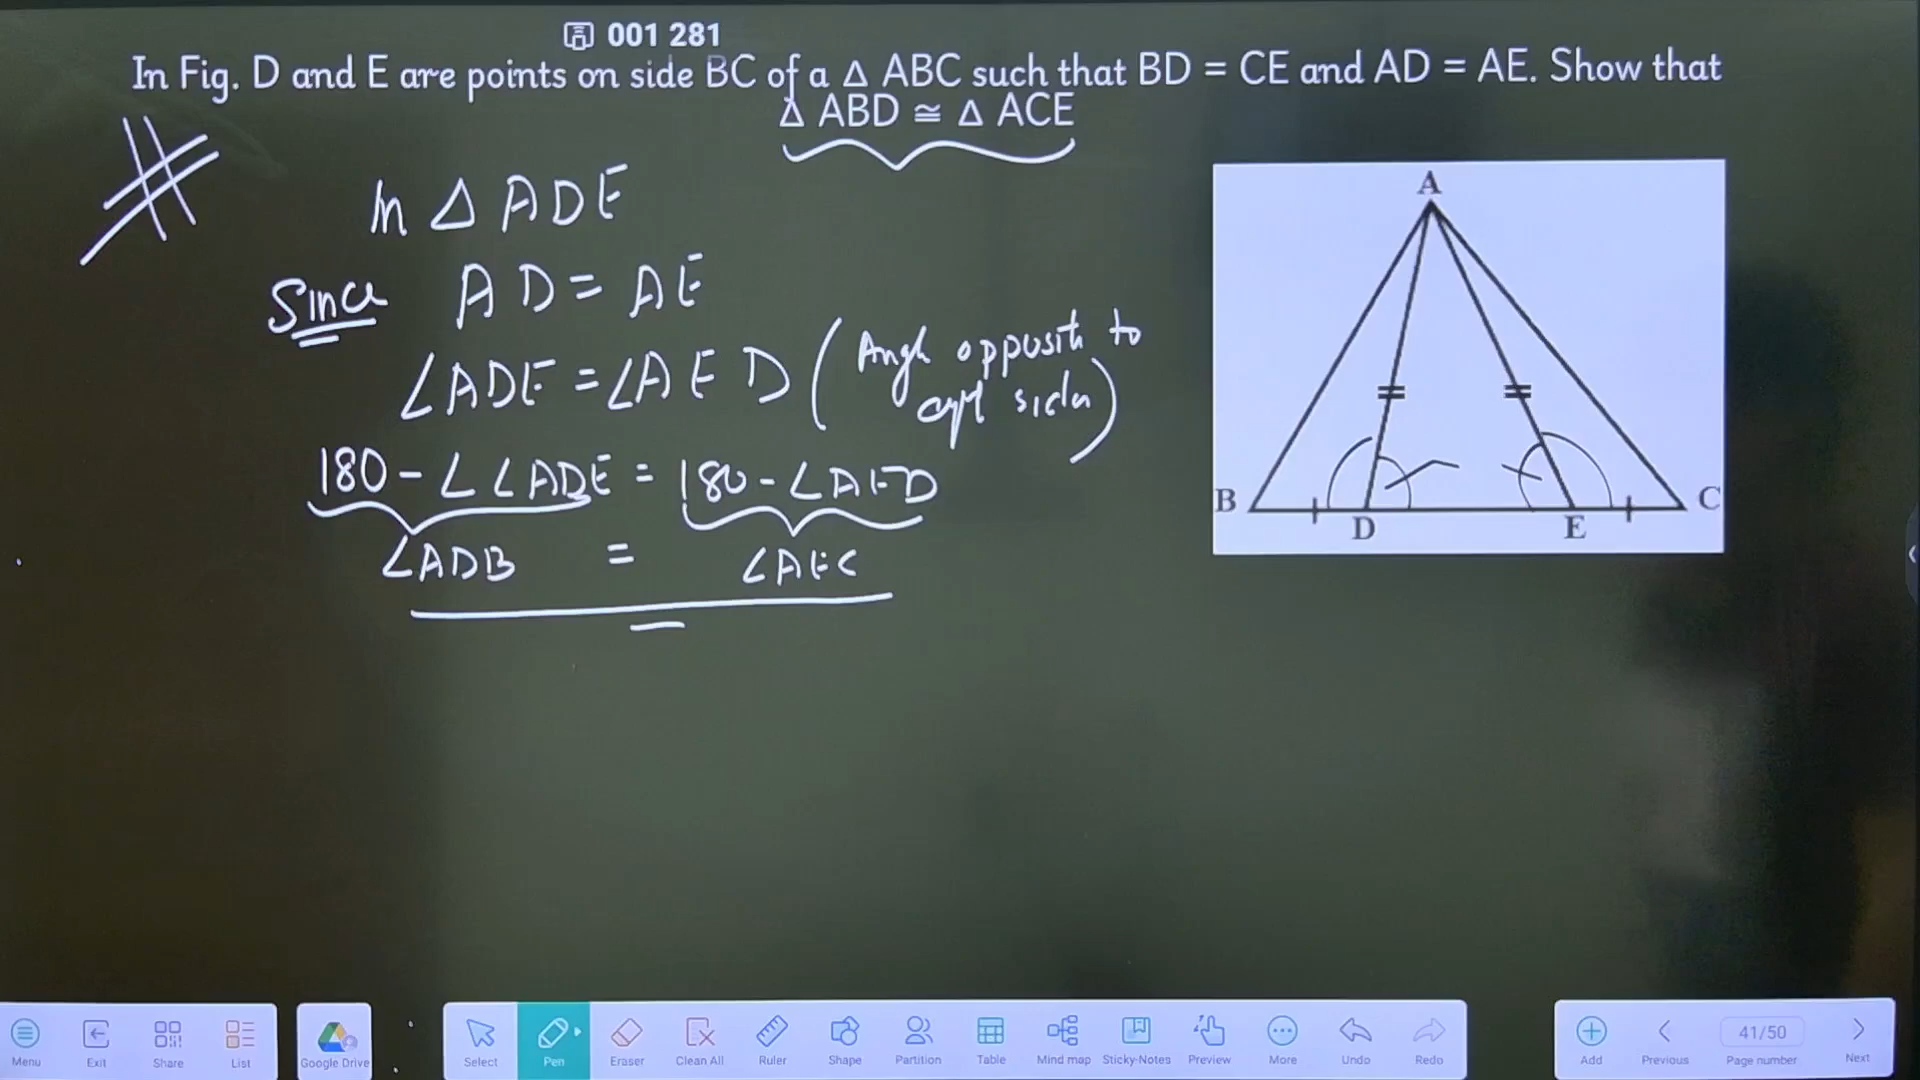 001 281
In Fig. D and E are points on side BC of a Δ ABC such that BD = CE and AD = AE. Show that
Δ ABD ≅ Δ ACE
In Δ ADE
Since AD = AE
∠ADE = ∠AED (Angle opposite to
sides)
180 - ∠ ∠ADE = 180 - ∠AED
∠ADB = ∠AEC
A
B
D
E
C
Menu
Exit
Share
List
Google Drive
Select
Pen
Eraser
Clean All
Ruler
Shape
Partition
Table
Mind map
Sticky-Notes
Preview
More
Undo
Redo
Add
Previous
41/50
Page number
Next